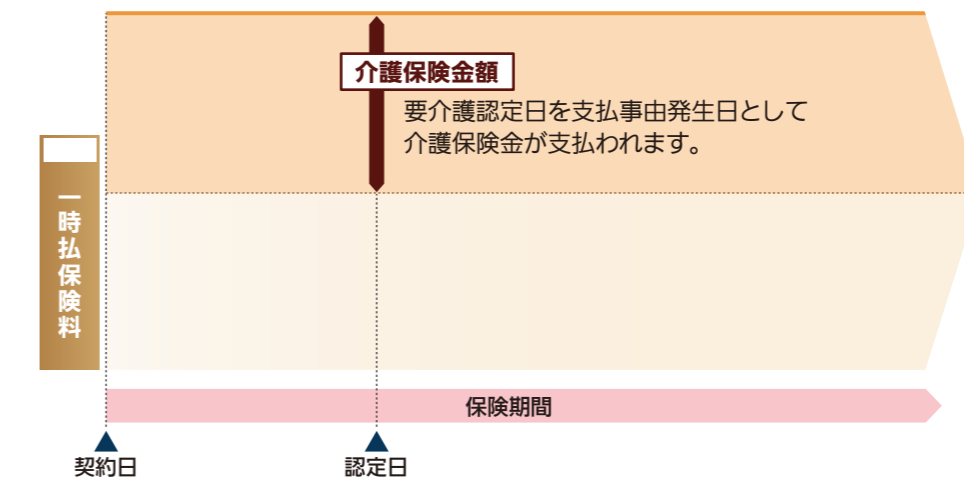 介護保険金額
要介護認定日を支払事由発生日として
介護保険金が支払われます。
一時払保険料
保険期間
契約日
認定日